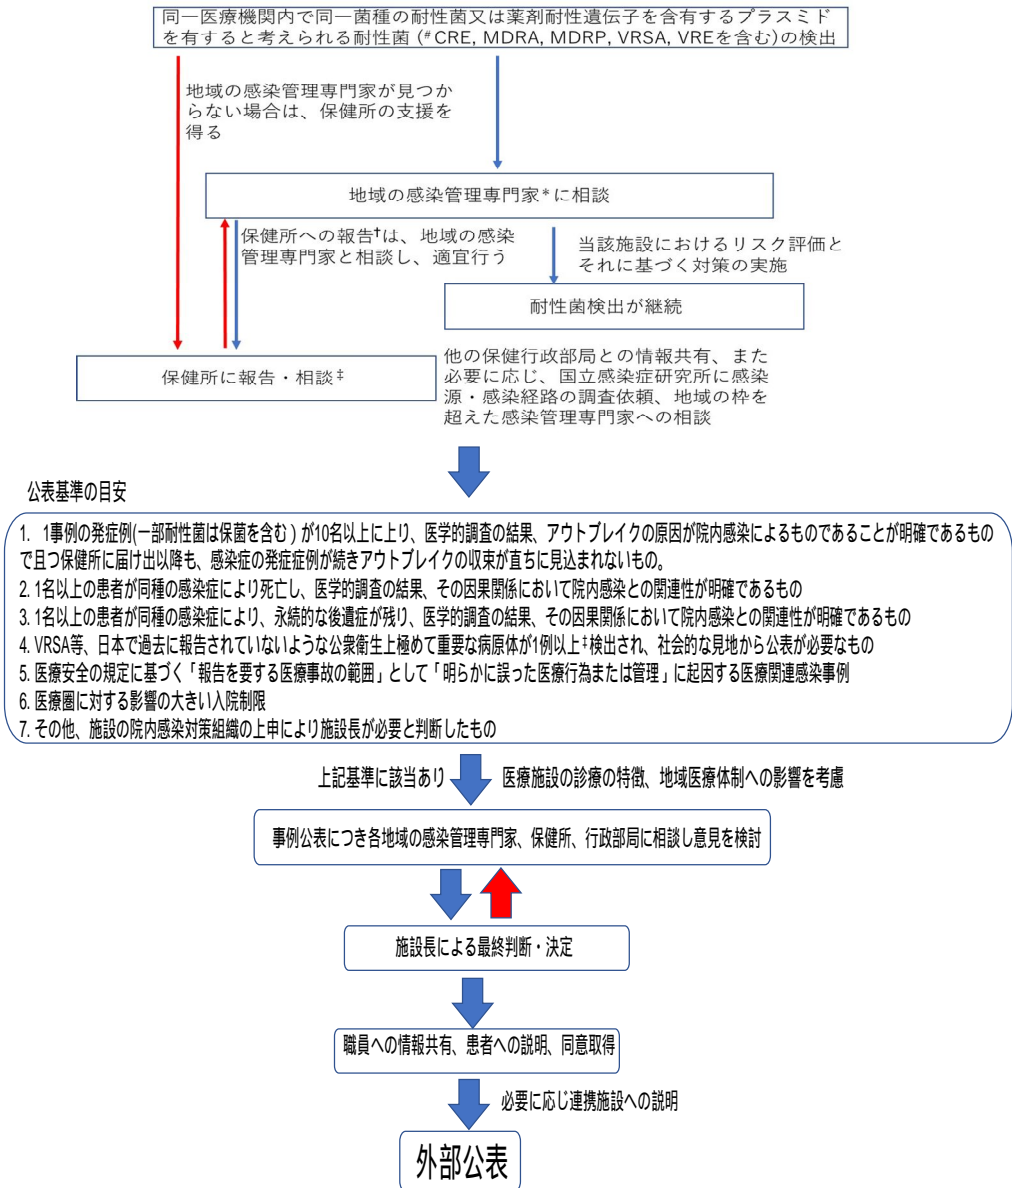 同一医療機関内で同一菌種の耐性菌又は薬剤耐性遺伝子を含有するプラスミド
を有すると考えられる耐性菌 (#CRE, MDRA, MDRP, VRSA, VREを含む)の検出
地域の感染管理専門家が見つか
らない場合は、保健所の支援を
得る
地域の感染管理専門家*に相談
保健所への報告†は、地域の感染
管理専門家と相談し、適宜行う
当該施設におけるリスク評価と
それに基づく対策の実施
耐性菌検出が継続
保健所に報告・相談‡
他の保健行政部局との情報共有、また
必要に応じ、国立感染症研究所に感染
源・感染経路の調査依頼、地域の枠を
超えた感染管理専門家への相談
公表基準の目安
1. 1事例の発症例(一部耐性菌は保菌を含む)が10名以上に上り、医学的調査の結果、アウトブレイクの原因が院内感染によるものであることが明確であるもの
で且つ保健所に届け出以降も、感染症の発症症例が続きアウトブレイクの収束が直ちに見込まれないもの。
2. 1名以上の患者が同種の感染症により死亡し、医学的調査の結果、その因果関係において院内感染との関連性が明確であるもの
3. 1名以上の患者が同種の感染症により、永続的な後遺症が残り、医学的調査の結果、その因果関係において院内感染との関連性が明確であるもの
4. VRSA等、日本で過去に報告されていないような公衆衛生上極めて重要な病原体が1例以上‡検出され、社会的な見地から公表が必要なもの
5. 医療安全の規定に基づく「報告を要する医療事故の範囲」として「明らかに誤った医療行為または管理」に起因する医療関連感染事例
6. 医療圏に対する影響の大きい入院制限
7. その他、施設の院内感染対策組織の上申により施設長が必要と判断したもの
上記基準に該当あり
医療施設の診療の特徴、地域医療体制への影響を考慮
事例公表につき各地域の感染管理専門家、保健所、行政部局に相談し意見を検討
施設長による最終判断・決定
職員への情報共有、患者への説明、同意取得
必要に応じ連携施設への説明
外部公表